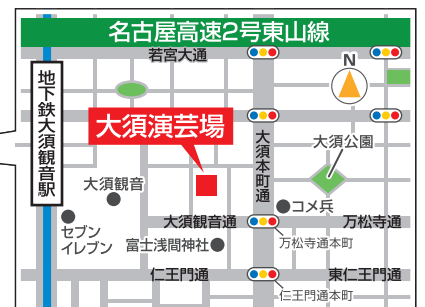 名古屋高速2号東山線
若宮大通
N
地下鉄大須観音駅
大須演芸場
大須本町通
大須公園
大須観音
コメ兵
セブン
イレブン
大須観音通
万松寺通
富士浅間神社
万松寺通本町
仁王門通
東仁王門通
仁王門通本町